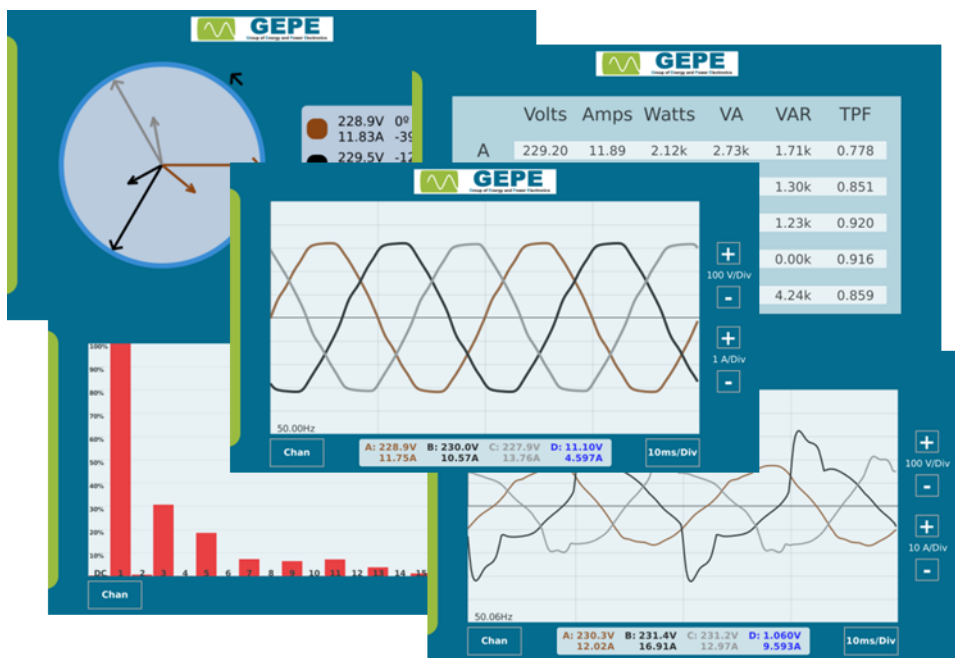 GEPE
Group of Energy and Power Electronics
228.9V 0º
11.83A -39
229.5V -12
GEPE
Group of Energy and Power Electronics
Volts Amps Watts VA VAR TPF
A 229.20 11.89 2.12k 2.73k 1.71k 0.778
1.30k 0.851
1.23k 0.920
0.00k 0.916
4.24k 0.859
GEPE
Group of Energy and Power Electronics
+
100 V/Div
-
+
1 A/Div
-
50.00Hz
Chan
A: 228.9V B: 230.0V C: 227.9V D: 11.10V
11.75A 10.57A 13.76A 4.597A
10ms/Div
100%
90%
80%
70%
60%
50%
40%
30%
20%
10%
DC 1 2 3 4 5 6 7 8 9 10 11 12 13 14 15
Chan
+
100 V/Div
-
+
10 A/Div
-
50.06Hz
Chan
A: 230.3V B: 231.4V C: 231.2V D: 1.060V
12.02A 16.91A 12.97A 9.593A
10ms/Div